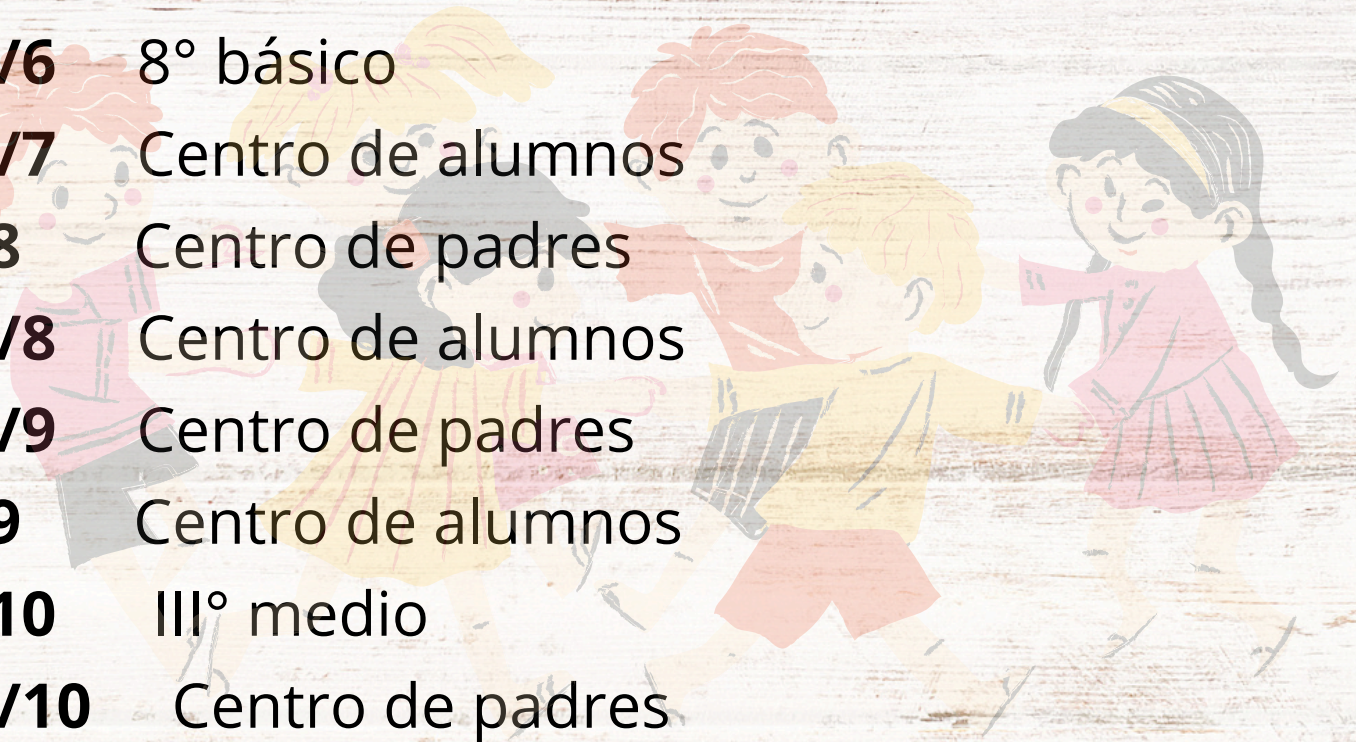 /6 8° básico
/7 Centro de alumnos
8 Centro de padres
/8 Centro de alumnos
/9 Centro de padres
9 Centro de alumnos
10 III° medio
/10 Centro de padres